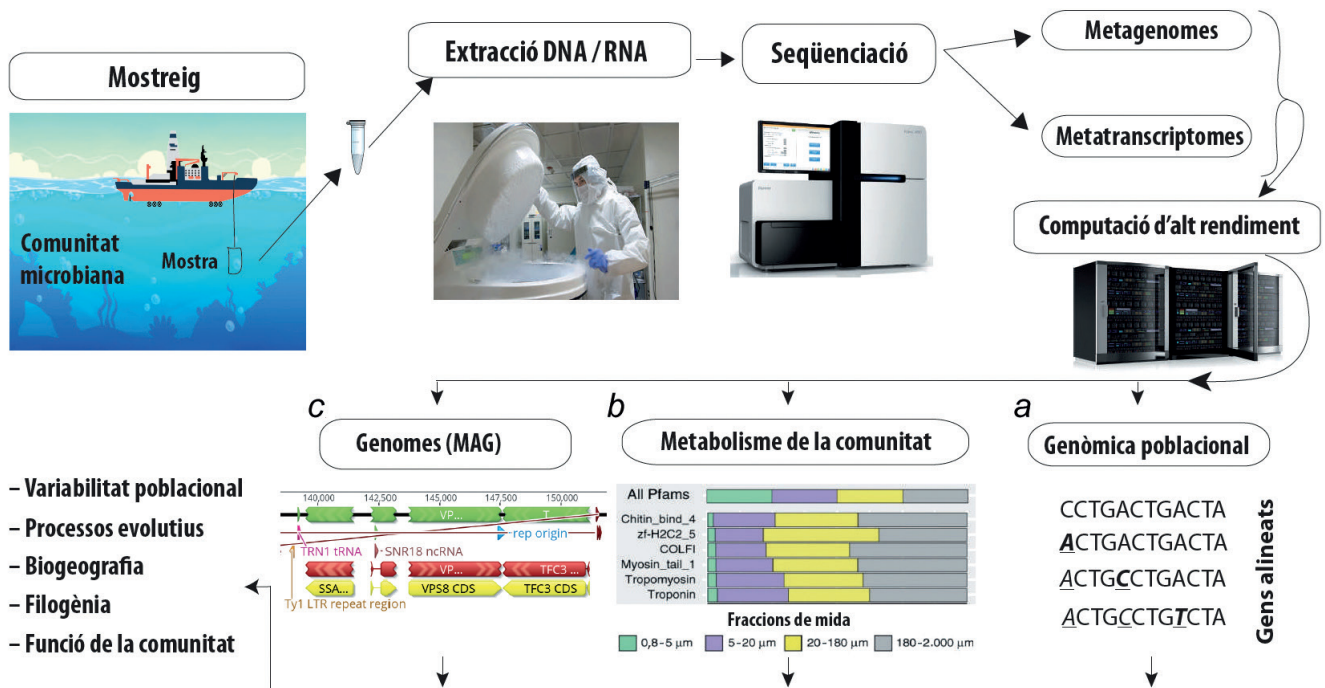 Mostreig
Extracció DNA / RNA
Seqüenciació
Metagenomes
Metatranscriptomes
Computació d’alt rendiment
Comunitat
microbiana
Mostra
c
Genomes (MAG)
140,000 142,500 145,000 147,500 150,000
VP... T...
rep origin
TRN1 tRNA SNR18 ncRNA
VP... TFC3 ...
SSA... VPS8 CDS TFC3 CDS
Ty1 LTR repeat region
b
Metabolisme de la comunitat
All Pfams
Chitin_bind_4
zf-H2C2_5
COLFI
Myosin_tail_1
Tropomyosin
Troponin
Fraccions de mida
0,8-5 µm 5-20 µm 20-180 µm 180-2.000 µm
a
Genòmica poblacional
CCTGACTGACTA
ACTGACTGACTA
ACTGCCTGACTA
ACTGCCTGTCTA
Gens alineats
– Variabilitat poblacional
– Processos evolutius
– Biogeografia
– Filogènia
– Funció de la comunitat